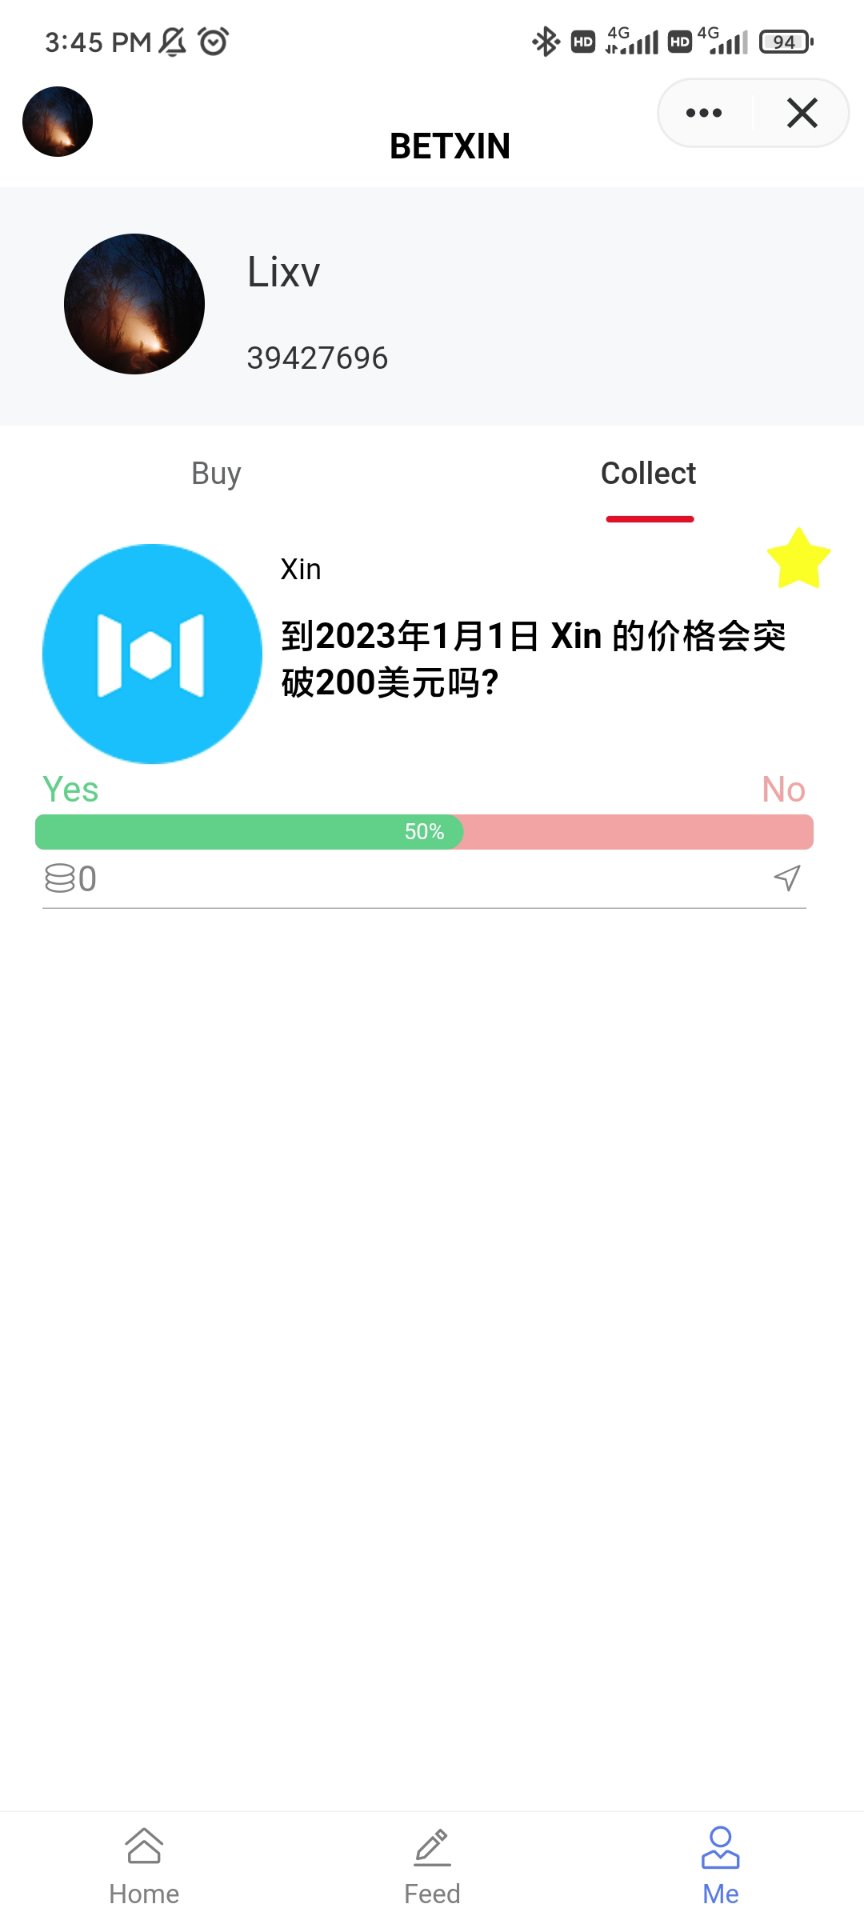 3:45 PM
HD 4G HD 4G 94
BETXIN
Lixv
39427696
Buy
Collect
Xin
到2023年1月1日 Xin 的价格会突
破200美元吗?
Yes
No
50%
0
Home
Feed
Me